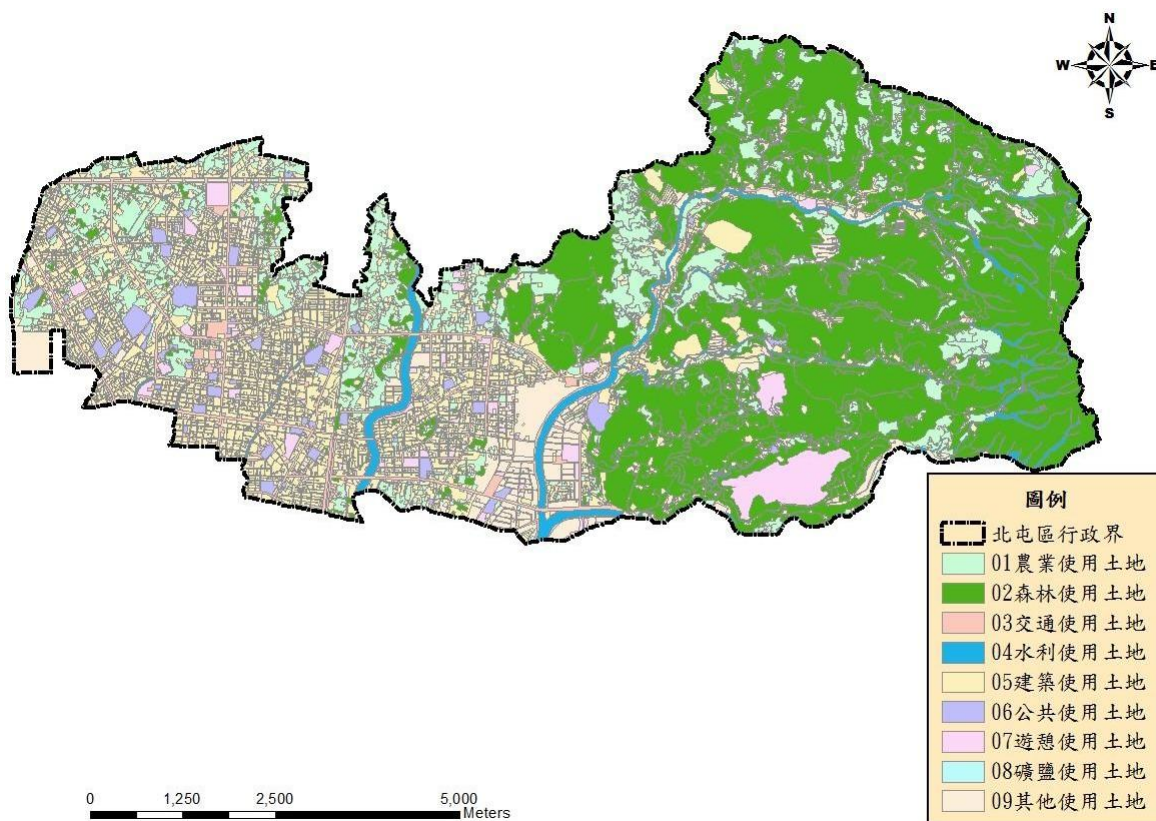 N
W E
S
圖例
北屯區行政界
01農業使用土地
02森林使用土地
03交通使用土地
04水利使用土地
05建築使用土地
06公共使用土地
07遊憩使用土地
08礦鹽使用土地
09其他使用土地
0 1,250 2,500 5,000
Meters